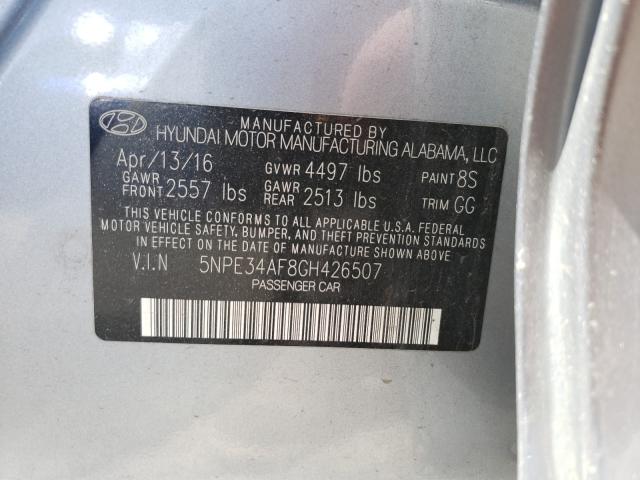 MANUFACTURED BY
HYUNDAI MOTOR MANUFACTURING ALABAMA, LLC
Apr/13/16 GVWR 4497 lbs PAINT 8S
GAWR FRONT 2557 lbs GAWR REAR 2513 lbs TRIM GG
THIS VEHICLE CONFORMS TO ALL APPLICABLE U.S.A. FEDERAL
MOTOR VEHICLE SAFETY, BUMPER, AND THEFT PREVENTION STANDARDS
IN EFFECT ON THE DATE OF MANUFACTURE SHOWN ABOVE.
V.I.N 5NPE34AF8GH426507
PASSENGER CAR